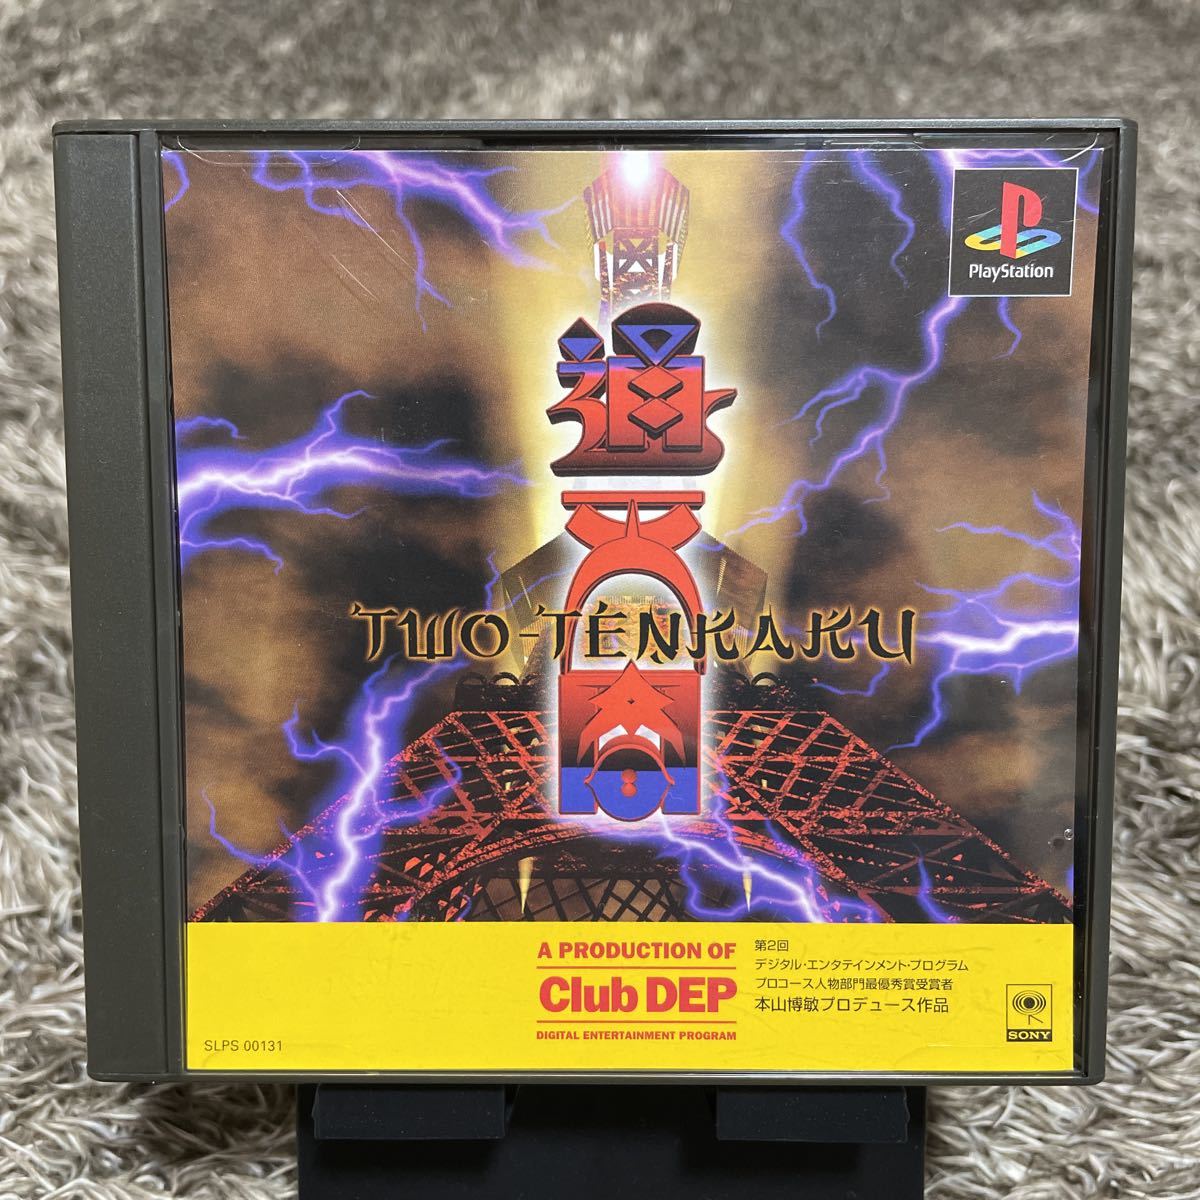 PlayStation
通天閣
TWO-TENKAKU
A PRODUCTION OF
Club DEP
DIGITAL ENTERTAINMENT PROGRAM
第2回
デジタル・エンタテインメント・プログラム
プロコース人物部門最優秀賞受賞者
本山博敏プロデュース作品
SONY
SLPS 00131